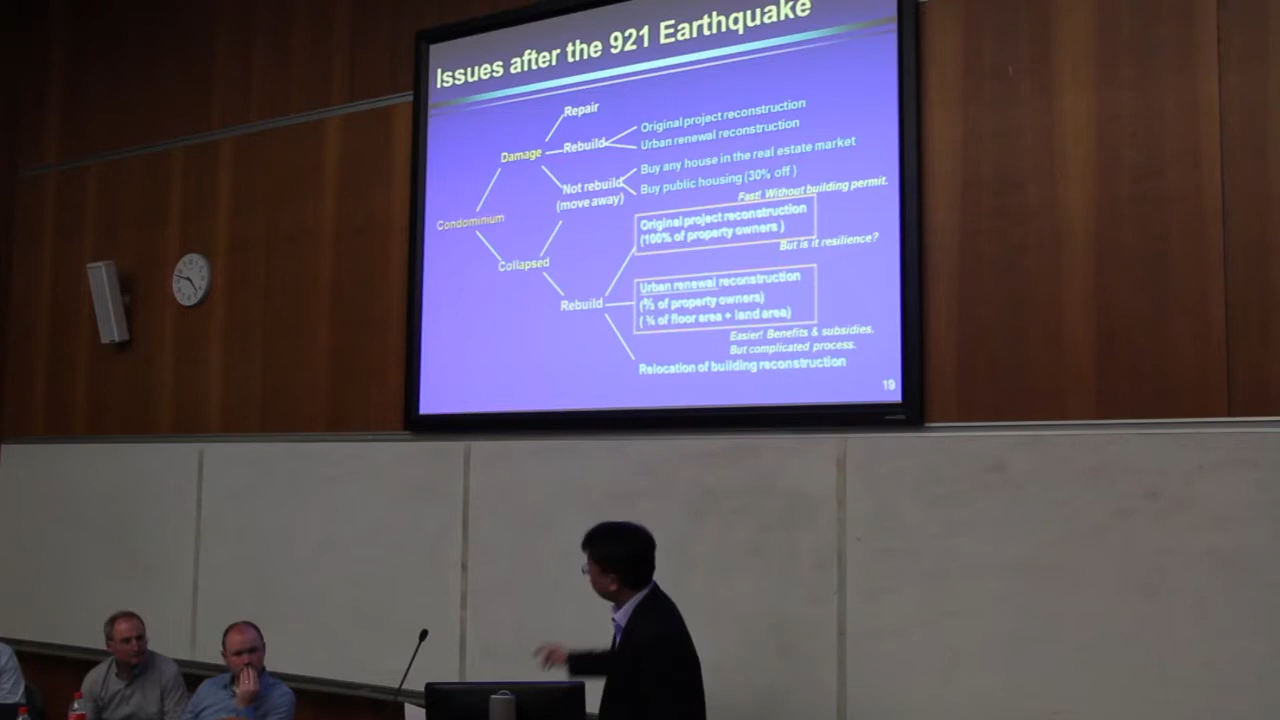 Issues after the 921 Earthquake
Repair
Original project reconstruction
Rebuild
Urban renewal reconstruction
Damage
Buy any house in the real estate market
Not rebuild
(move away)
Buy public housing (30% off )
Fast! Without building permit.
Condominium
Original project reconstruction
(100% of property owners )
But is it resilience?
Collapsed
Urban renewal reconstruction
Rebuild
of property owners)
( ¾ of floor area + land area)
Easier! Benefits & subsidies.
But complicated process.
Relocation of building reconstruction
19